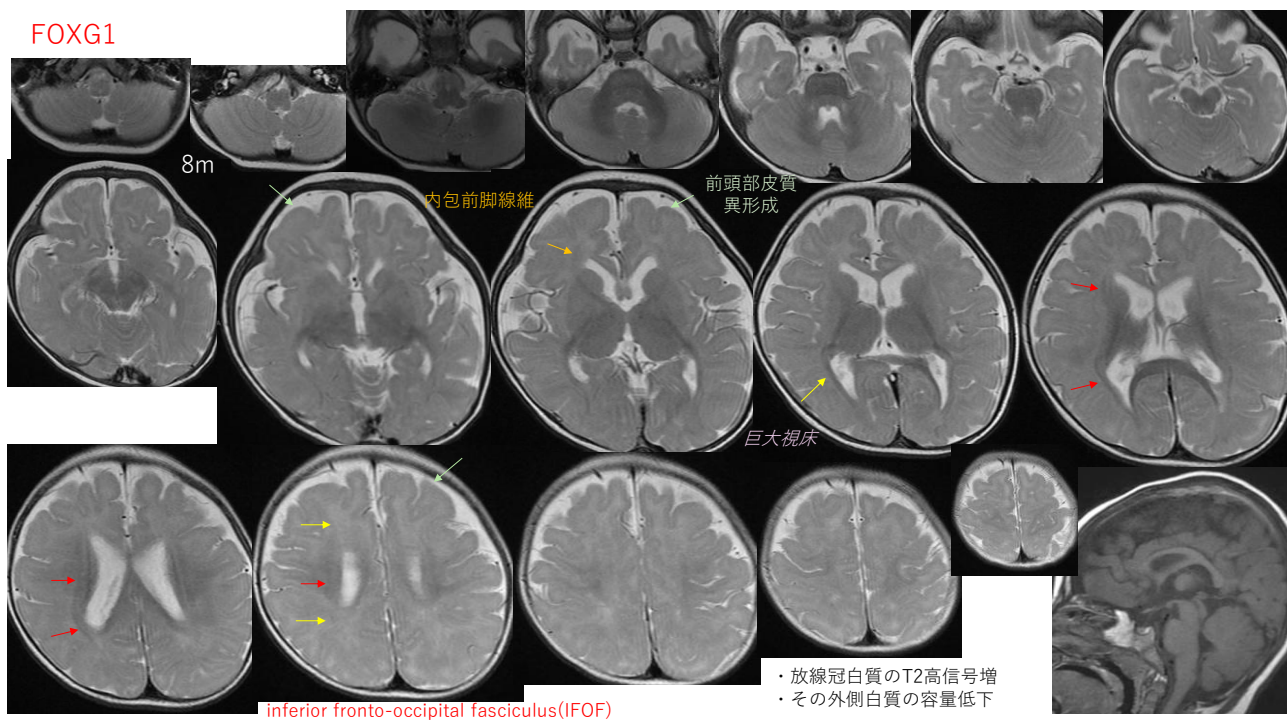 FOXG1
8m
内包前脚線維
前頭部皮質
異形成
巨大視床
・放線冠白質のT2高信号増
・その外側白質の容量低下
inferior fronto-occipital fasciculus(IFOF)